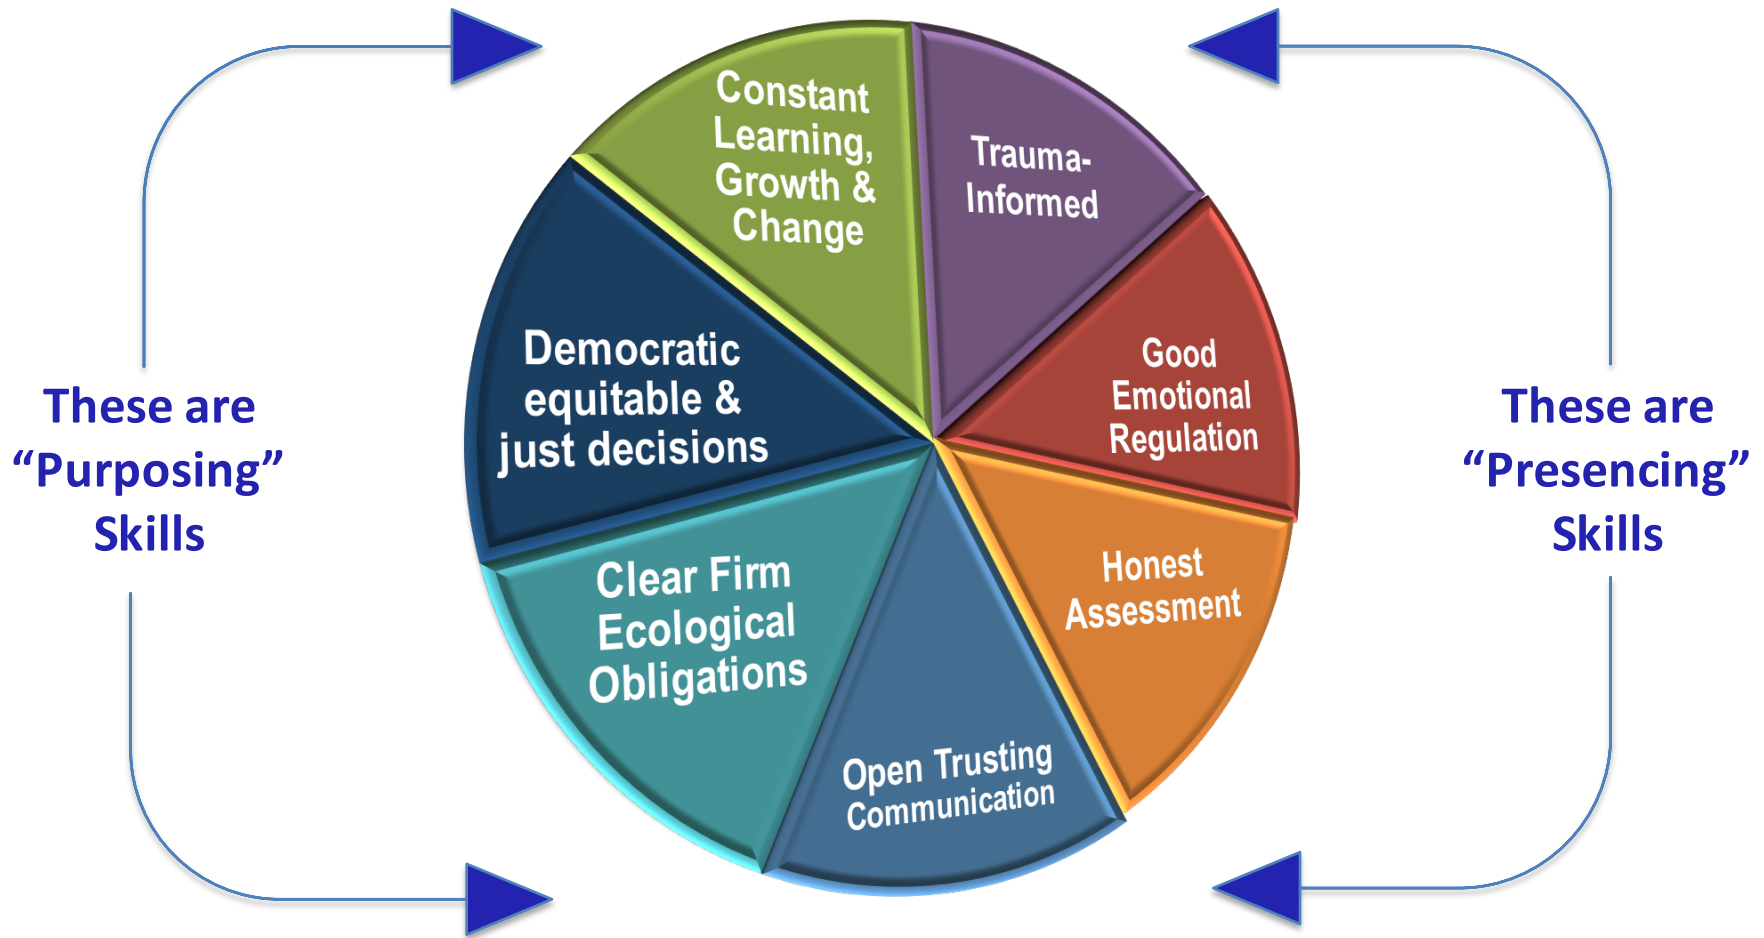 Constant
Learning,
Growth &
Change
Trauma-
Informed
Good
Emotional
Regulation
Honest
Assessment
Open Trusting
Communication
Clear Firm
Ecological
Obligations
Democratic
equitable &
just decisions
These are
“Purposing”
Skills
These are
“Presencing”
Skills